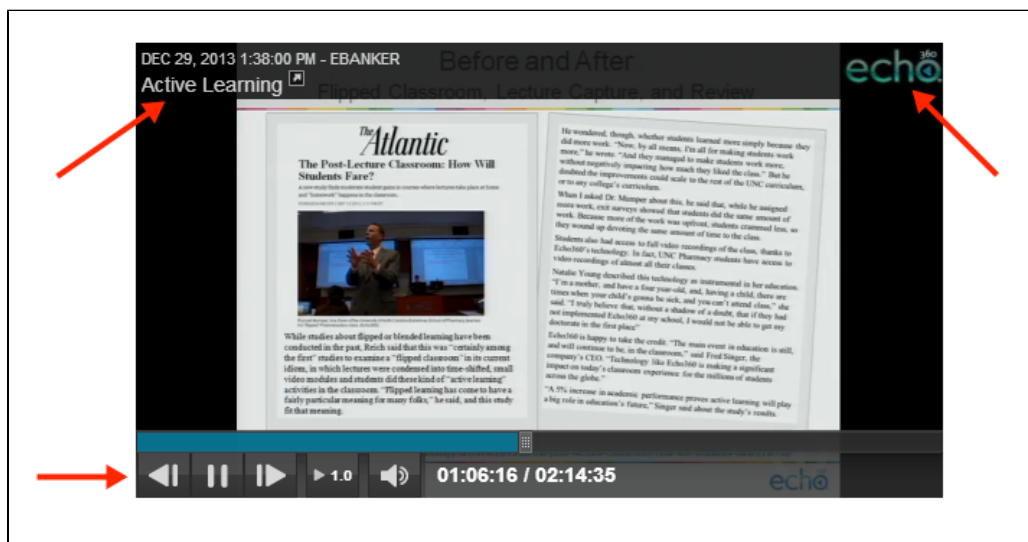 DEC 29, 2013 1:38:00 PM - EBANKER
Before and After
Active Learning
Flipped Classroom, Lecture Capture, and Review
echo
360
The Atlantic
The Post-Lecture Classroom: How Will
Students Fare?
A new study finds moderate student gains in courses where lectures take place at home
and "homework" happens in the classroom.
While studies about flipped or blended learning have been
conducted in the past, Reich said that this was "certainly among
the first" studies to examine a "flipped classroom" in its current
idiom, in which lectures were condensed into time-shifted, small
video modules and students did these kind of "active learning"
activities in the classroom. "Flipped learning has come to have a
fairly particular meaning for many folks," he said, and this study
fit that meaning.
He wondered, though, whether students learned more simply because they
did more work. "Now, by all means, I'm all for making students work
more," he wrote. "And they managed to make students work more,
without negatively impacting how much they liked the class." But he
doubted the improvements could scale to the rest of the UNC curriculum,
or to any college's curriculum.
When I asked Dr. Mumper about this, he said that, while he assigned
more work, exit surveys showed that students did the same amount of
work. Because more of the work was upfront, students crammed less, so
they wound up devoting the same amount of time to the class.
Students also had access to full video recordings of the class, thanks to
Echo360's technology. In fact, UNC Pharmacy students have access to
video recordings of almost all their classes.
Natalie Young described this technology as instrumental in her education.
"I'm a mother, and have a four year-old, and, having a child, there are
times when your child's gonna be sick, and you can't attend class," she
said. "I truly believe that, without a shadow of a doubt, that if they had
not implemented Echo360 at my school, I would not be able to get my
doctorate in the first place"
Echo360 is happy to take the credit. "The main event in education is still,
and will continue to be, in the classroom," said Fred Singer, the
company's CEO. "Technology like Echo360 is making a significant
impact on today's classroom experience for the millions of students
across the globe."
"A 5% increase in academic performance proves active learning will play
a big role in education's future," Singer said about the study's results.
1.0
01:06:16 / 02:14:35
echo